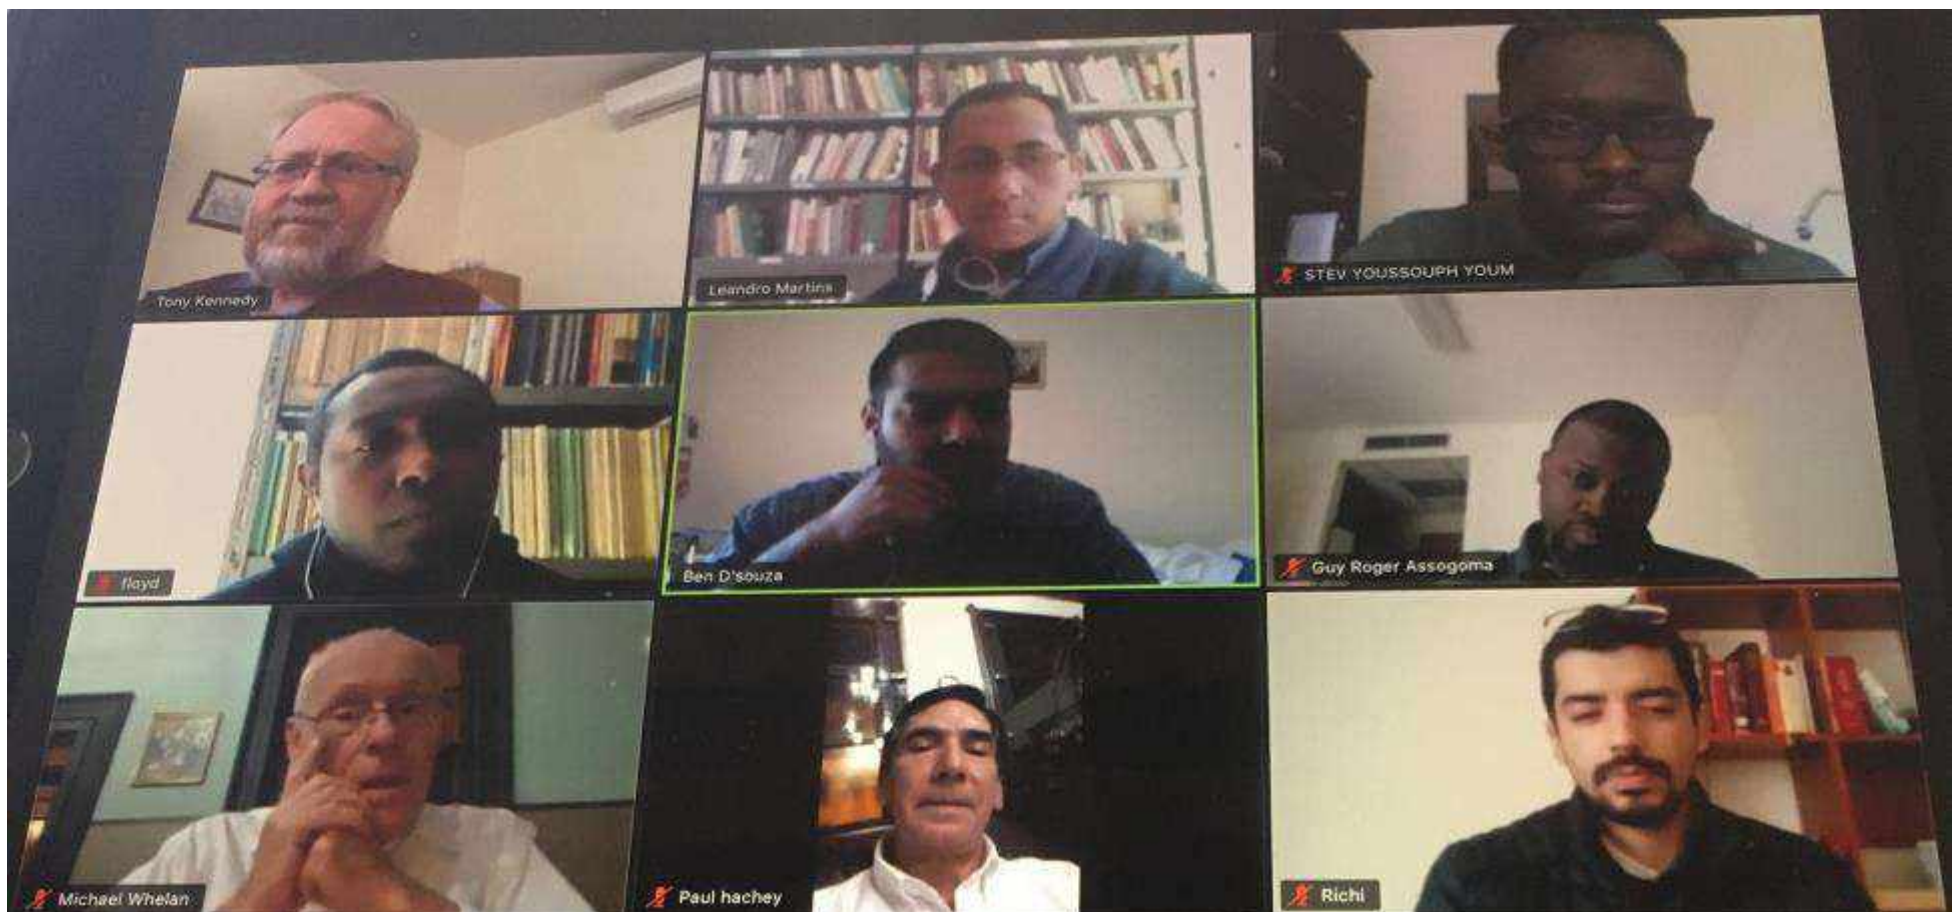 Tony Kennedy
Leandro Martins
STEV YOUSSOUPH YOUM
floyd
Ben D'souza
Guy Roger Assogoma
Michael Whelan
Paul hachey
Richi